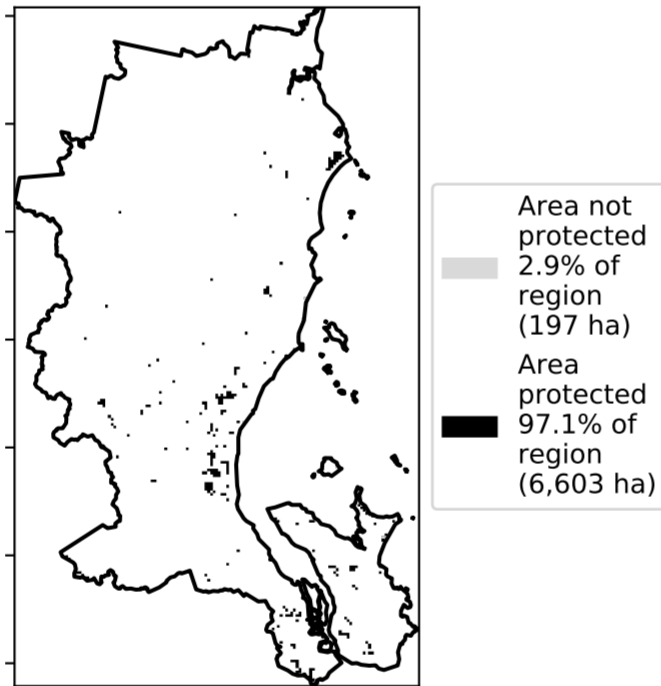 Area not
protected
2.9% of
region
(197 ha)
Area
protected
97.1% of
region
(6,603 ha)